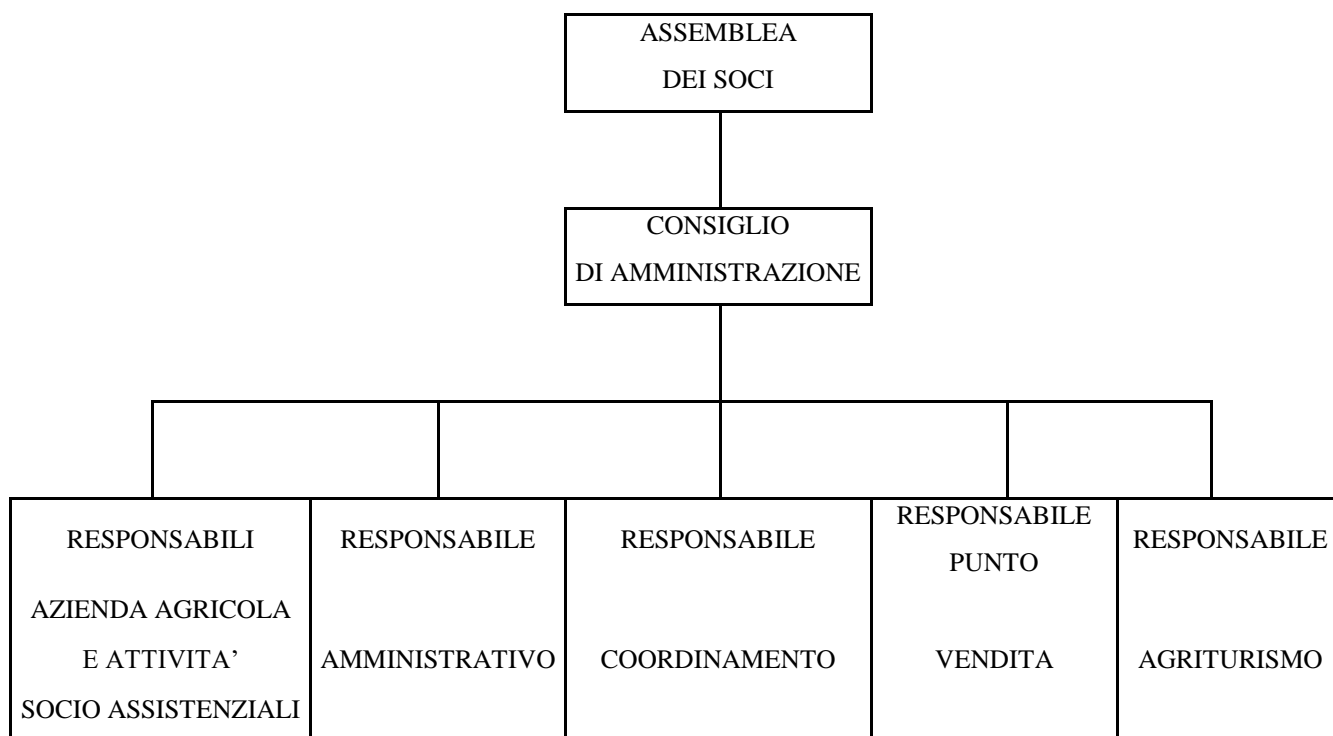 ASSEMBLEA
DEI SOCI
CONSIGLIO
DI AMMINISTRAZIONE
RESPONSABILI
AZIENDA AGRICOLA
E ATTIVITA’
SOCIO ASSISTENZIALI
RESPONSABILE
AMMINISTRATIVO
RESPONSABILE
COORDINAMENTO
RESPONSABILE
PUNTO
VENDITA
RESPONSABILE
AGRITURISMO